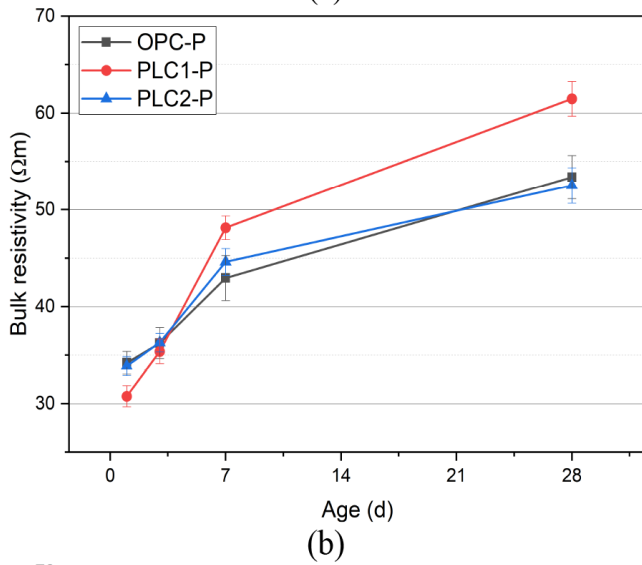 70
60
50
40
30
Bulk resistivity (Ωm)
OPC-P
PLC1-P
PLC2-P
0 7 14 21 28
Age (d)
(b)